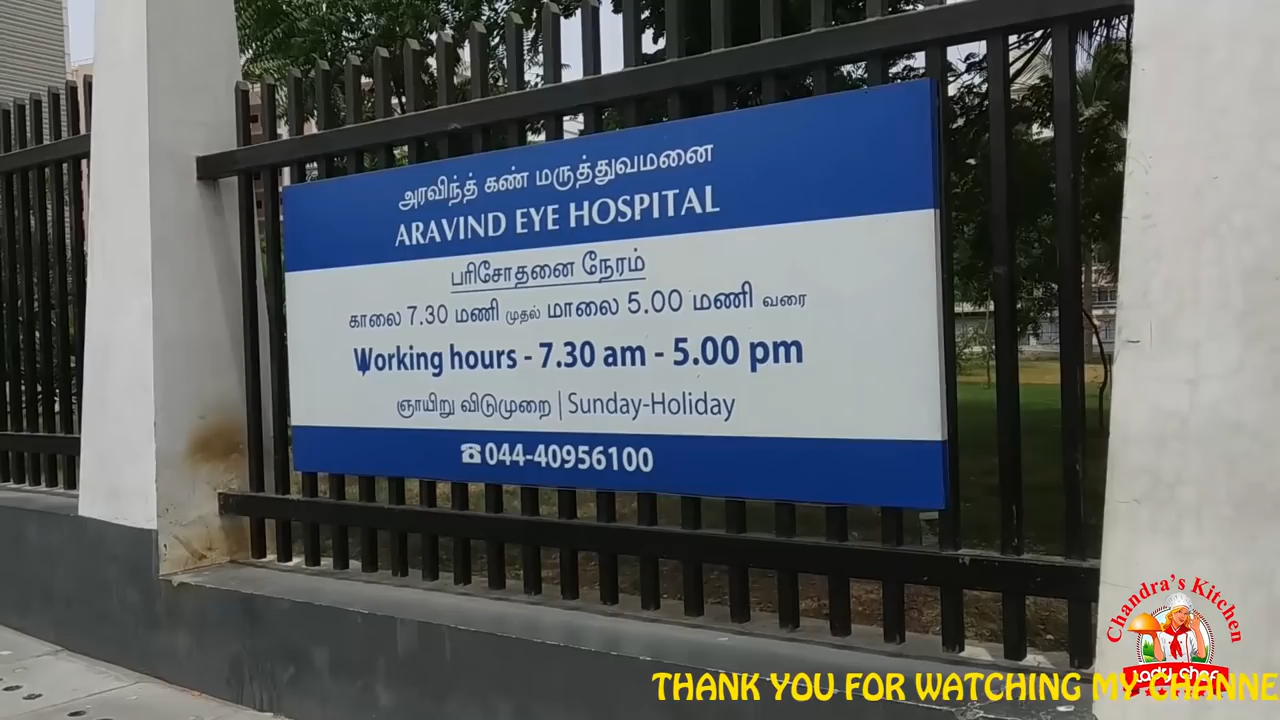 அரவிந்த் கண் மருத்துவமனை
ARAVIND EYE HOSPITAL
பரிசோதனை நேரம்
காலை 7.30 மணி முதல் மாலை 5.00 மணி வரை
Working hours - 7.30 am - 5.00 pm
ஞாயிறு விடுமுறை | Sunday-Holiday
☎044-40956100
Chandra's Kitchen
Lady Chef
THANK YOU FOR WATCHING MY CHANNE